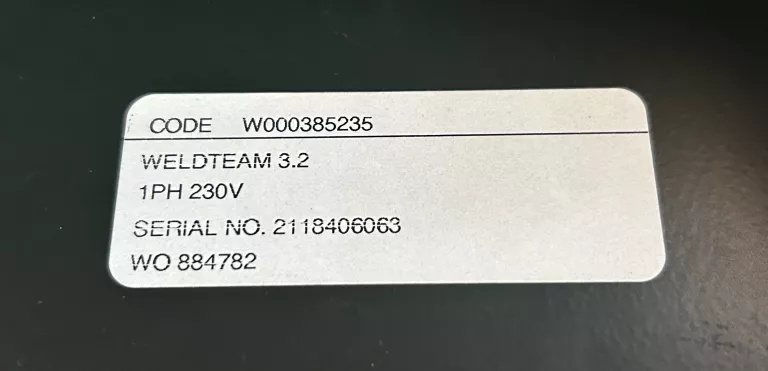 CODE W000385235
WELDTEAM 3.2
1PH 230V
SERIAL NO. 2118406063
WO 884782